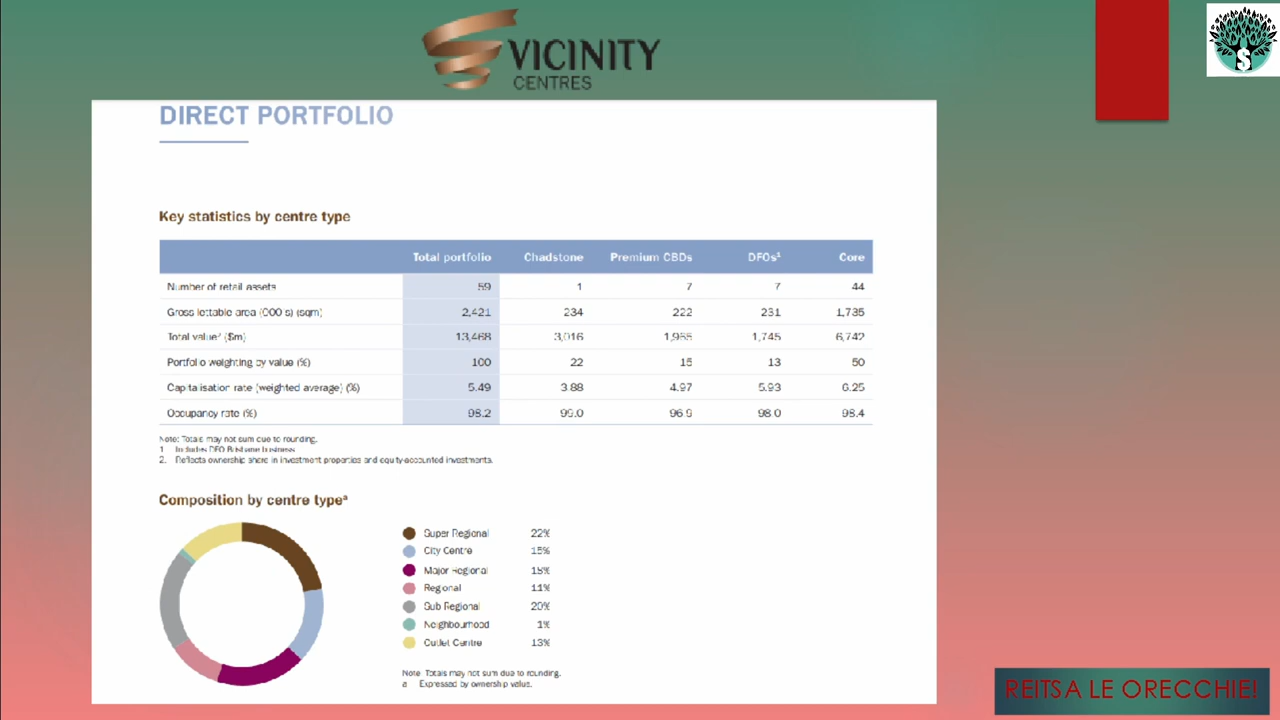 VICINITY
CENTRES
$
DIRECT PORTFOLIO
Key statistics by centre type
Total portfolio Chadstone Premium CBDs DFOs¹ Core
Number of retail assets 59 1 7 7 44
Gross lettable area (000's) (sqm) 2,421 234 222 231 1,735
Total value² ($m) 13,468 3,016 1,965 1,745 6,742
Portfolio weighting by value (%) 100 22 15 13 50
Capitalisation rate (weighted average) (%) 5.49 3.88 4.97 5.93 6.25
Occupancy rate (%) 98.2 99.0 96.9 98.0 98.4
Note: Totals may not sum due to rounding.
1. Includes DFO Brisbane business.
2. Reflects ownership share in investment properties and equity-accounted investments.
Composition by centre typeᵃ
Super Regional 22%
City Centre 15%
Major Regional 18%
Regional 11%
Sub Regional 20%
Neighbourhood 1%
Outlet Centre 13%
Note: Totals may not sum due to rounding.
a Expressed by ownership value.
REITSA LE ORECCHIE!